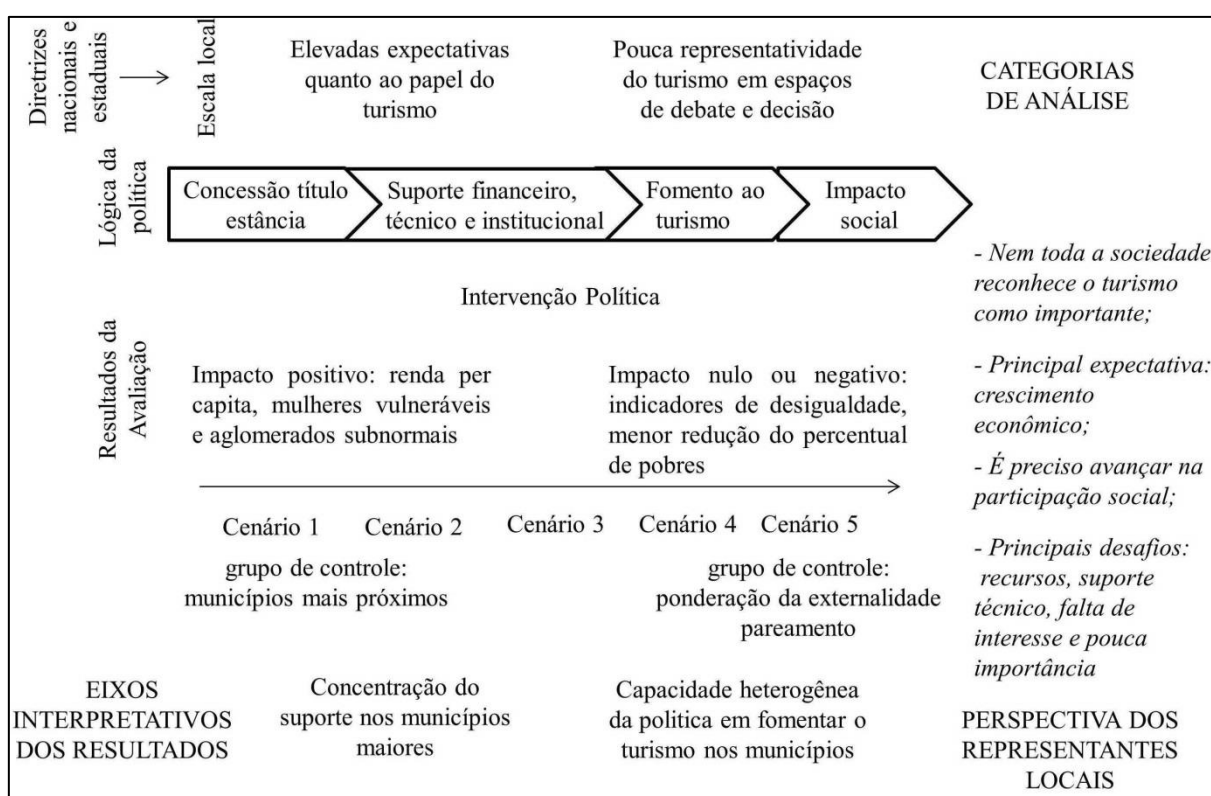 Diretrizes
nacionais e
estaduais
Escala local
Elevadas expectativas
quanto ao papel do
turismo
Pouca representatividade
do turismo em espaços
de debate e decisão
CATEGORIAS
DE ANÁLISE
Lógica da
política
Concessão título
estância
Suporte financeiro,
técnico e institucional
Fomento ao
turismo
Impacto
social
Intervenção Política
Resultados da
Avaliação
Impacto positivo: renda per
capita, mulheres vulneráveis
e aglomerados subnormais
Impacto nulo ou negativo:
indicadores de desigualdade,
menor redução do percentual
de pobres
Cenário 1
Cenário 2
Cenário 3
Cenário 4
Cenário 5
grupo de controle:
municípios mais próximos
grupo de controle:
ponderação da externalidade
pareamento
- Nem toda a sociedade
reconhece o turismo
como importante;
- Principal expectativa:
crescimento
econômico;
- É preciso avançar na
participação social;
- Principais desafios:
recursos, suporte
técnico, falta de
interesse e pouca
importância
EIXOS
INTERPRETATIVOS
DOS RESULTADOS
Concentração do
suporte nos municípios
maiores
Capacidade heterogênea
da politica em fomentar o
turismo nos municípios
PERSPECTIVA DOS
REPRESENTANTES
LOCAIS